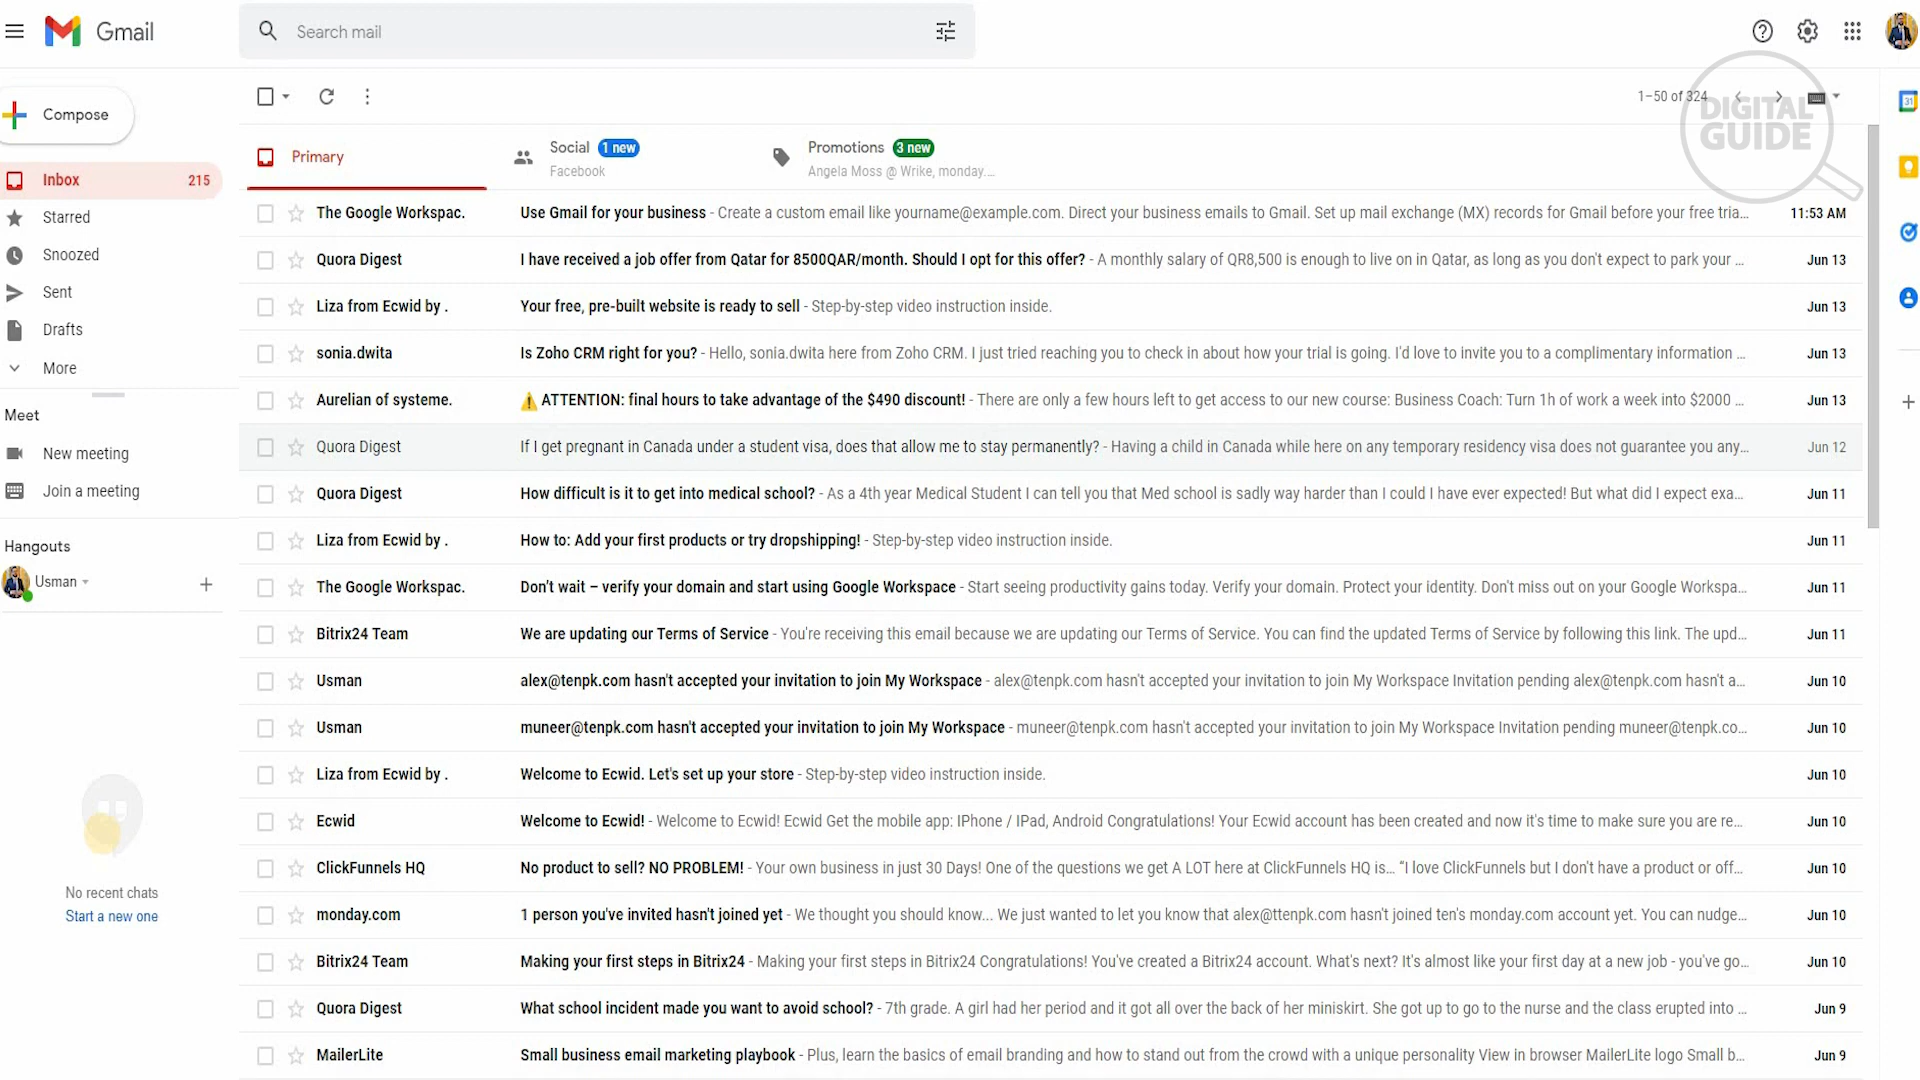 Gmail
Search mail
Compose
1–50 of 324
DIGITAL
GUIDE
31
Primary
Social 1 new
Facebook
Promotions 3 new
Angela Moss @ Wrike, monday....
Inbox 215
Starred
Snoozed
Sent
Drafts
More
Meet
New meeting
Join a meeting
Hangouts
Usman
No recent chats
Start a new one
The Google Workspac. Use Gmail for your business - Create a custom email like yourname@example.com. Direct your business emails to Gmail. Set up mail exchange (MX) records for Gmail before your free tria... 11:53 AM
Quora Digest I have received a job offer from Qatar for 8500QAR/month. Should I opt for this offer? - A monthly salary of QR8,500 is enough to live on in Qatar, as long as you don't expect to park your ... Jun 13
Liza from Ecwid by . Your free, pre-built website is ready to sell - Step-by-step video instruction inside. Jun 13
sonia.dwita Is Zoho CRM right for you? - Hello, sonia.dwita here from Zoho CRM. I just tried reaching you to check in about how your trial is going. I'd love to invite you to a complimentary information ... Jun 13
Aurelian of systeme. ⚠️ ATTENTION: final hours to take advantage of the $490 discount! - There are only a few hours left to get access to our new course: Business Coach: Turn 1h of work a week into $2000 ... Jun 13
Quora Digest If I get pregnant in Canada under a student visa, does that allow me to stay permanently? - Having a child in Canada while here on any temporary residency visa does not guarantee you any... Jun 12
Quora Digest How difficult is it to get into medical school? - As a 4th year Medical Student I can tell you that Med school is sadly way harder than I could I have ever expected! But what did I expect exa... Jun 11
Liza from Ecwid by . How to: Add your first products or try dropshipping! - Step-by-step video instruction inside. Jun 11
The Google Workspac. Don't wait – verify your domain and start using Google Workspace - Start seeing productivity gains today. Verify your domain. Protect your identity. Don't miss out on your Google Workspa... Jun 11
Bitrix24 Team We are updating our Terms of Service - You're receiving this email because we are updating our Terms of Service. You can find the updated Terms of Service by following this link. The upd... Jun 11
Usman alex@tenpk.com hasn't accepted your invitation to join My Workspace - alex@tenpk.com hasn't accepted your invitation to join My Workspace Invitation pending alex@tenpk.com hasn't a... Jun 10
Usman muneer@tenpk.com hasn't accepted your invitation to join My Workspace - muneer@tenpk.com hasn't accepted your invitation to join My Workspace Invitation pending muneer@tenpk.co... Jun 10
Liza from Ecwid by . Welcome to Ecwid. Let's set up your store - Step-by-step video instruction inside. Jun 10
Ecwid Welcome to Ecwid! - Welcome to Ecwid! Ecwid Get the mobile app: IPhone / IPad, Android Congratulations! Your Ecwid account has been created and now it's time to make sure you are re... Jun 10
ClickFunnels HQ No product to sell? NO PROBLEM! - Your own business in just 30 Days! One of the questions we get A LOT here at ClickFunnels HQ is... “I love ClickFunnels but I don't have a product or off... Jun 10
monday.com 1 person you've invited hasn't joined yet - We thought you should know... We just wanted to let you know that alex@ttenpk.com hasn't joined ten's monday.com account yet. You can nudge... Jun 10
Bitrix24 Team Making your first steps in Bitrix24 - Making your first steps in Bitrix24 Congratulations! You've created a Bitrix24 account. What's next? It's almost like your first day at a new job - you've go... Jun 10
Quora Digest What school incident made you want to avoid school? - 7th grade. A girl had her period and it got all over the back of her miniskirt. She got up to go to the nurse and the class erupted into ... Jun 9
MailerLite Small business email marketing playbook - Plus, learn the basics of email branding and how to stand out from the crowd with a unique personality View in browser MailerLite logo Small b... Jun 9